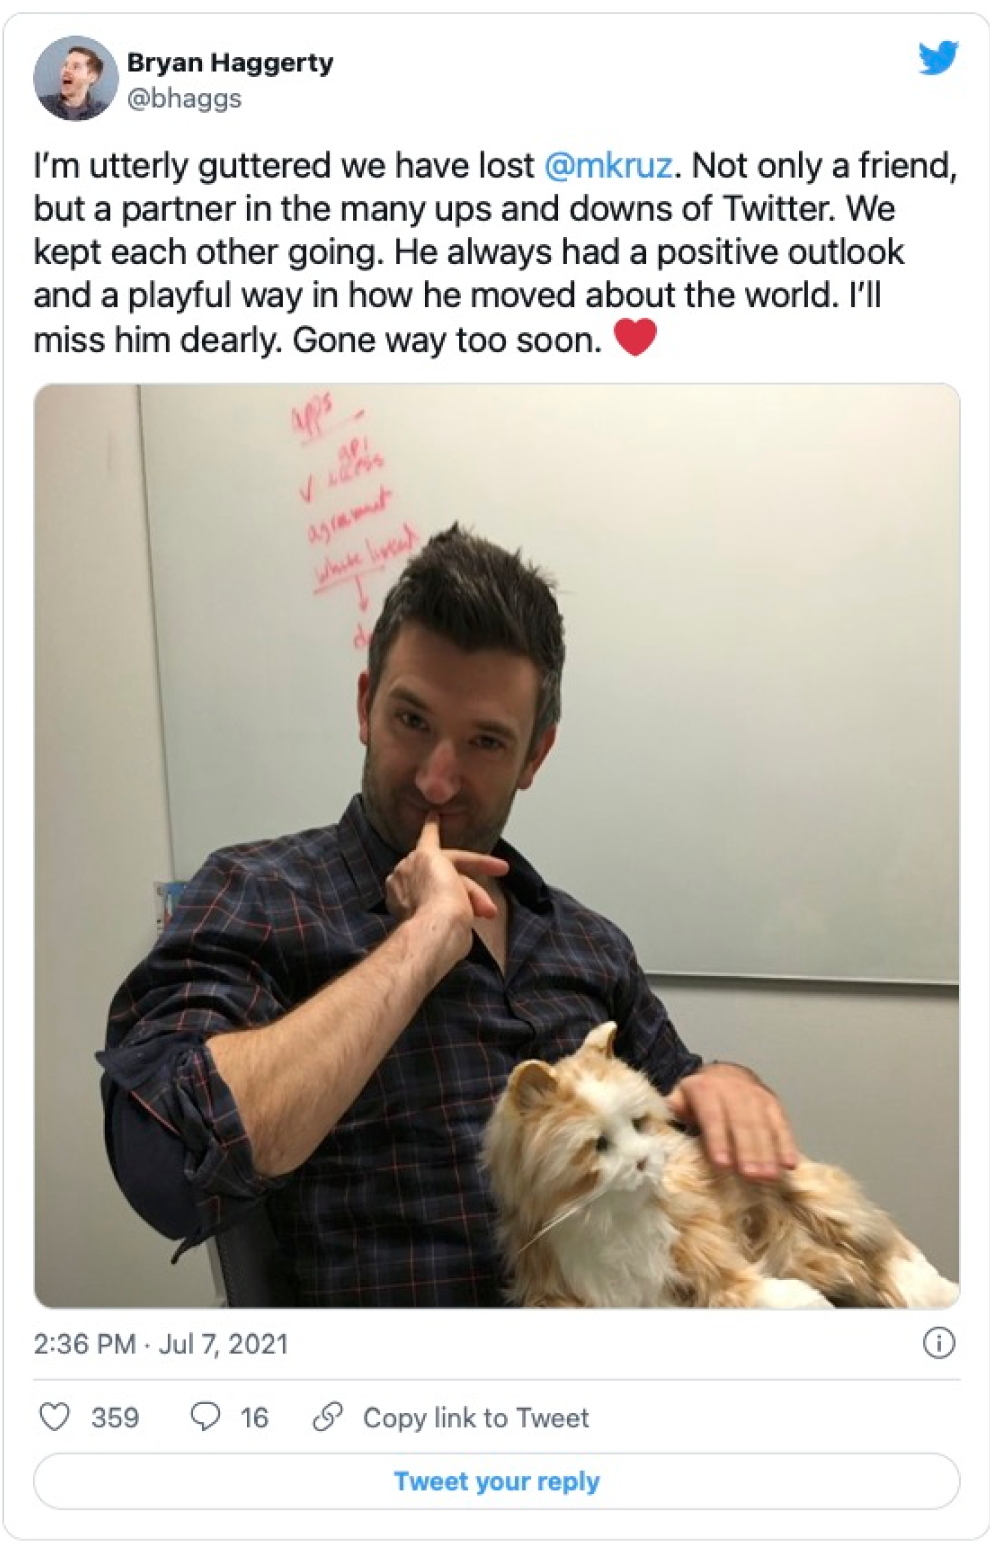 Bryan Haggerty
@bhaggs
I’m utterly guttered we have lost @mkruz. Not only a friend,
but a partner in the many ups and downs of Twitter. We
kept each other going. He always had a positive outlook
and a playful way in how he moved about the world. I’ll
miss him dearly. Gone way too soon. ❤️
apps
api
✓ access
agreement
2:36 PM · Jul 7, 2021
359 16 Copy link to Tweet
Tweet your reply